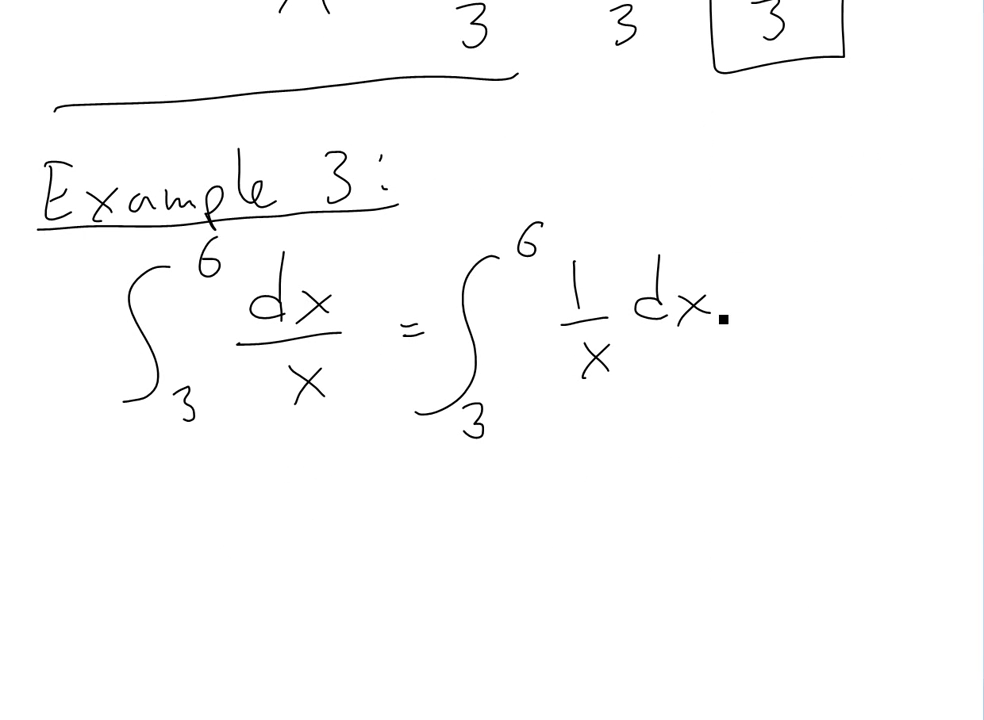 3 3 3
Example 3:
∫₃⁶ dx/x = ∫₃⁶ 1/x dx